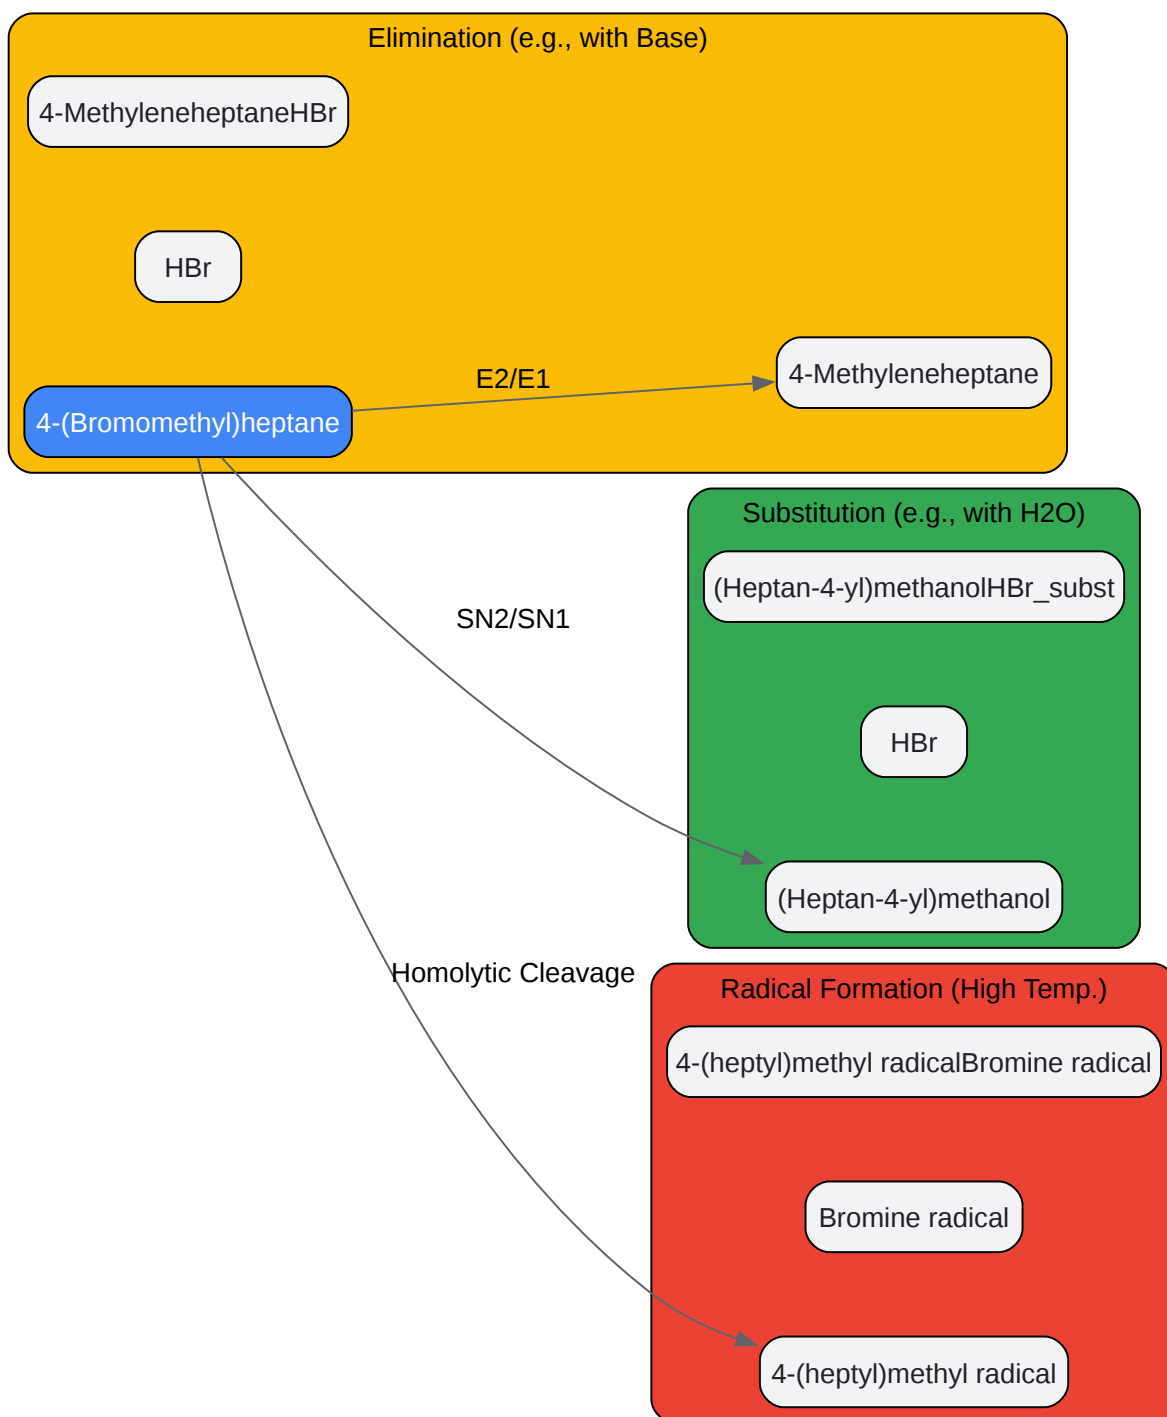 Elimination (e.g., with Base)
4-MethyleneheptaneHBr
HBr
4-(Bromomethyl)heptane
E2/E1
4-Methyleneheptane
Substitution (e.g., with H2O)
(Heptan-4-yl)methanolHBr_subst
SN2/SN1
HBr
(Heptan-4-yl)methanol
Homolytic Cleavage
Radical Formation (High Temp.)
4-(heptyl)methyl radicalBromine radical
Bromine radical
4-(heptyl)methyl radical